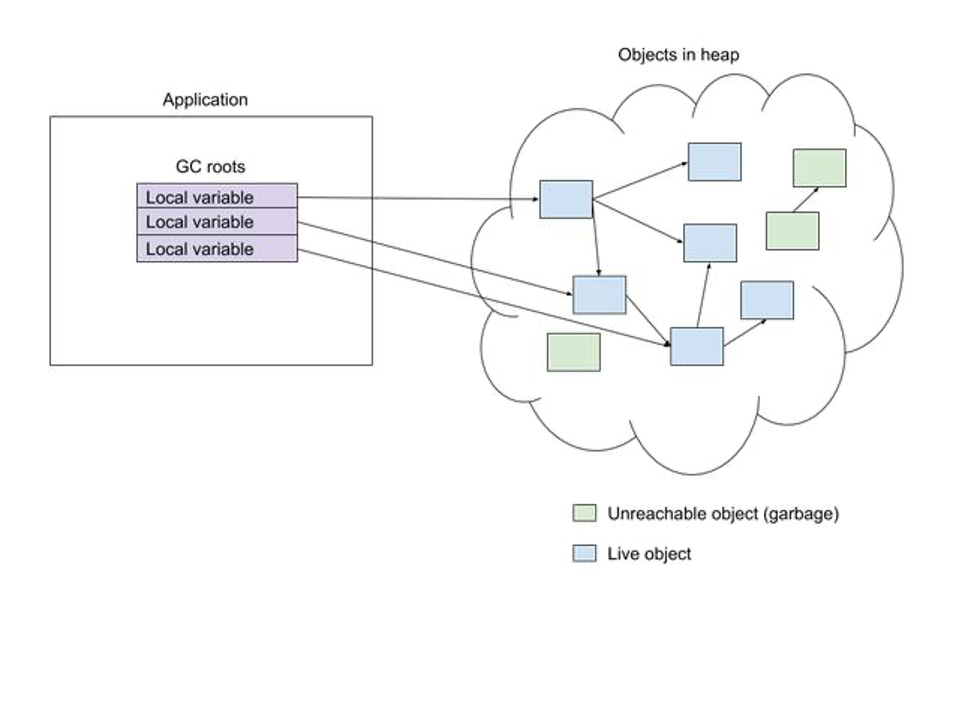 Objects in heap
Application
GC roots
Local variable
Local variable
Local variable
Unreachable object (garbage)
Live object